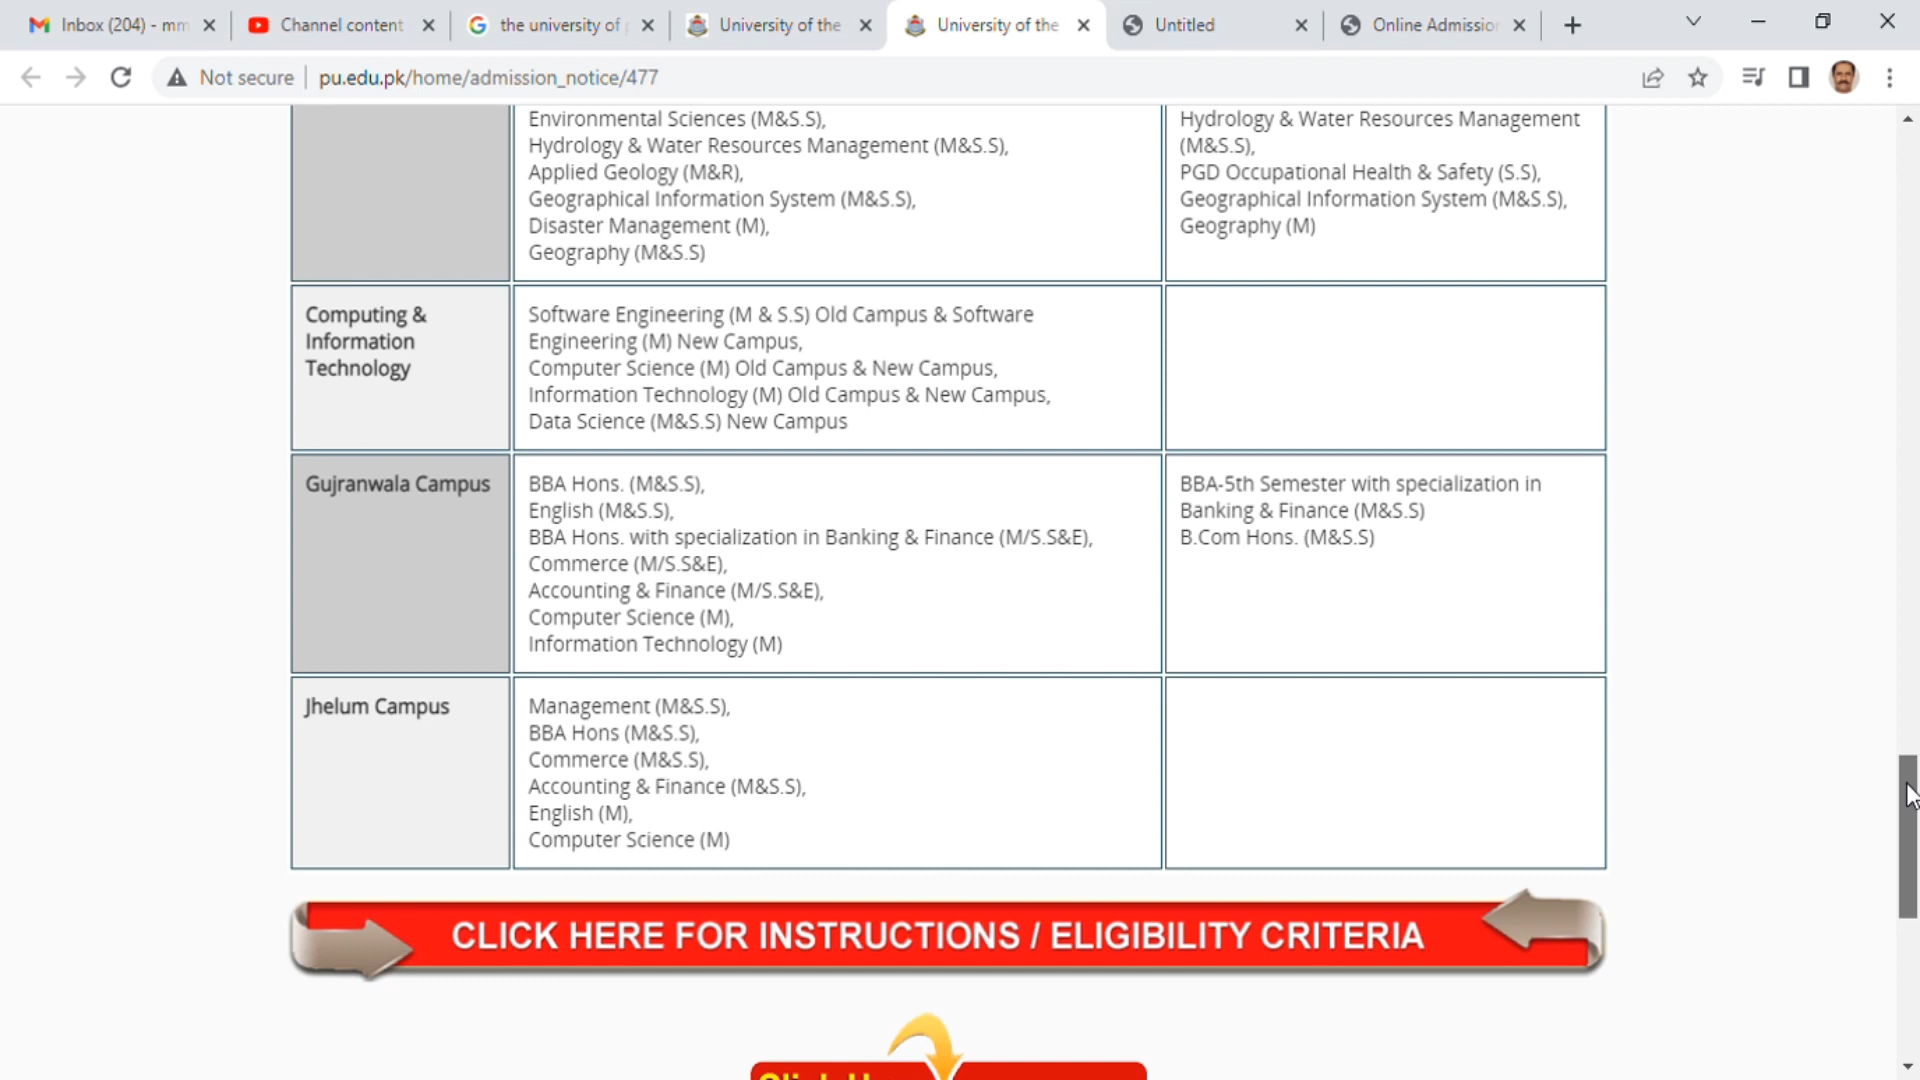 Inbox (204) - mm
Channel content
the university of p
University of the
University of the
Untitled
Online Admission
Not secure
pu.edu.pk/home/admission_notice/477
Environmental Sciences (M&S.S),
Hydrology & Water Resources Management (M&S.S),
Applied Geology (M&R),
Geographical Information System (M&S.S),
Disaster Management (M),
Geography (M&S.S)
Hydrology & Water Resources Management
(M&S.S),
PGD Occupational Health & Safety (S.S),
Geographical Information System (M&S.S),
Geography (M)
Computing &
Information
Technology
Software Engineering (M & S.S) Old Campus & Software
Engineering (M) New Campus,
Computer Science (M) Old Campus & New Campus,
Information Technology (M) Old Campus & New Campus,
Data Science (M&S.S) New Campus
Gujranwala Campus
BBA Hons. (M&S.S),
English (M&S.S),
BBA Hons. with specialization in Banking & Finance (M/S.S&E),
Commerce (M/S.S&E),
Accounting & Finance (M/S.S&E),
Computer Science (M),
Information Technology (M)
BBA-5th Semester with specialization in
Banking & Finance (M&S.S)
B.Com Hons. (M&S.S)
Jhelum Campus
Management (M&S.S),
BBA Hons (M&S.S),
Commerce (M&S.S),
Accounting & Finance (M&S.S),
English (M),
Computer Science (M)
CLICK HERE FOR INSTRUCTIONS / ELIGIBILITY CRITERIA